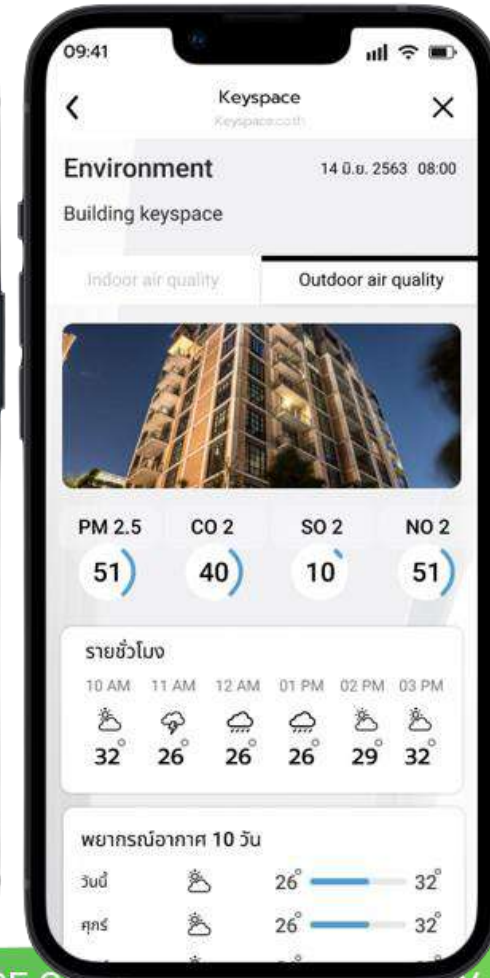 09:41
Keyspace
Keyspace.co.th
Environment 14 มิ.ย. 2563 08:00
Building keyspace
Indoor air quality Outdoor air quality
PM 2.5 CO 2 SO 2 NO 2
51 40 10 51
รายชั่วโมง
10 AM 11 AM 12 AM 01 PM 02 PM 03 PM
32° 26° 26° 26° 29° 32°
พยากรณ์อากาศ 10 วัน
วันนี้ 26° 32°
ศุกร์ 26° 32°